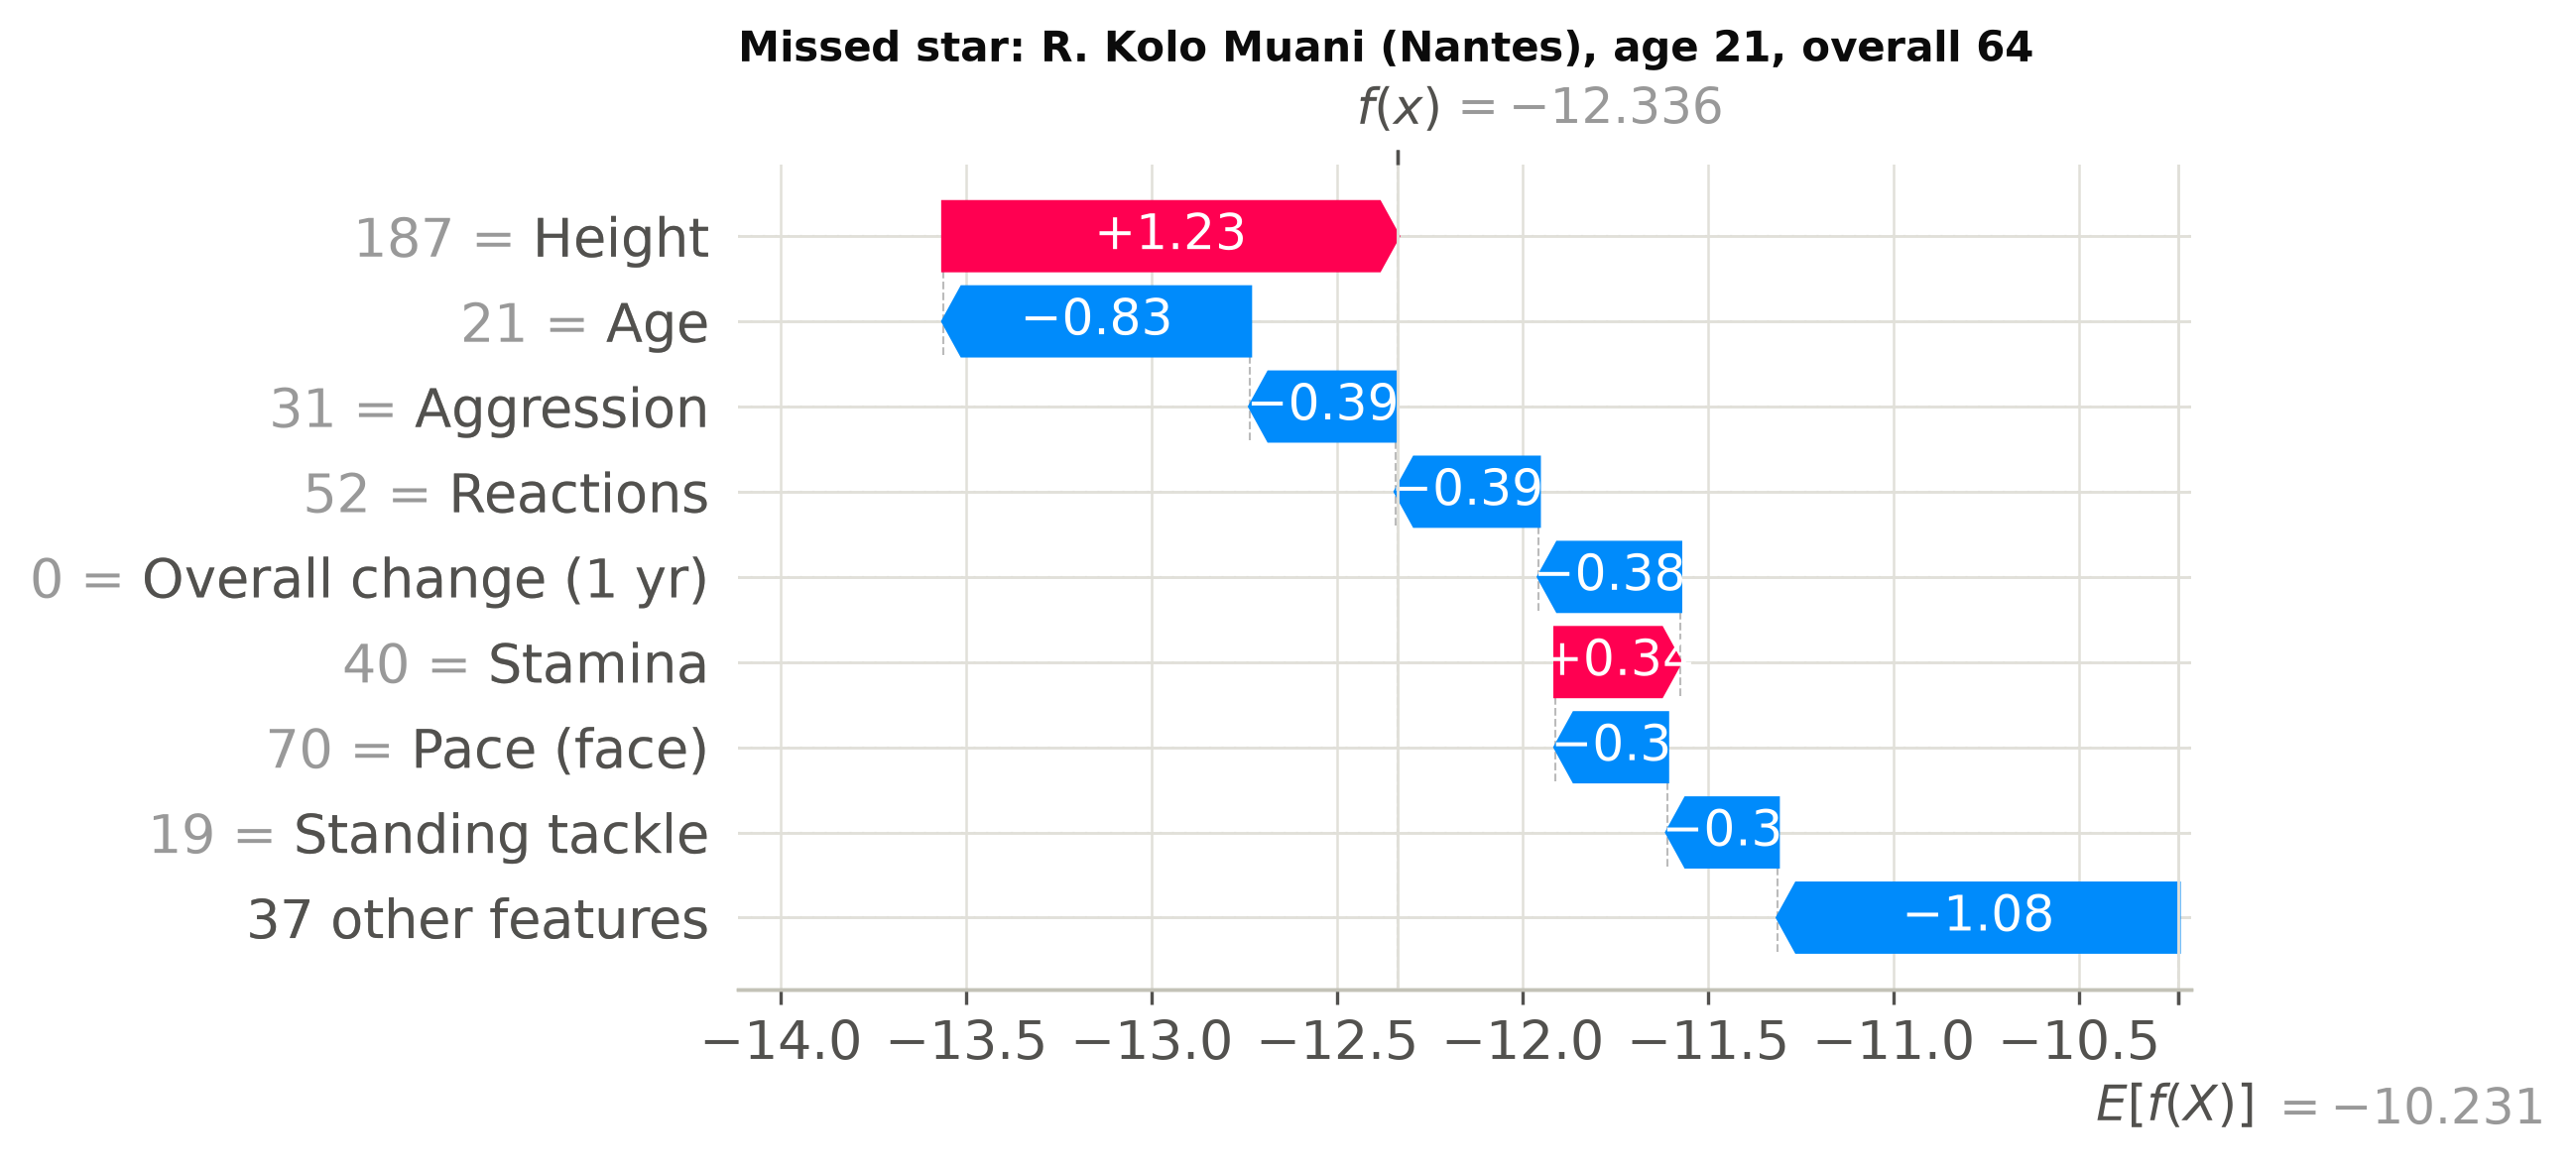 Missed star: R. Kolo Muani (Nantes), age 21, overall 64
f(x) = −12.336
187 = Height
+1.23
21 = Age
−0.83
31 = Aggression
−0.39
52 = Reactions
−0.39
0 = Overall change (1 yr)
−0.38
40 = Stamina
+0.34
70 = Pace (face)
−0.3
19 = Standing tackle
−0.3
37 other features
−1.08
−14.0 −13.5 −13.0 −12.5 −12.0 −11.5 −11.0 −10.5
E[f(X)] = −10.231